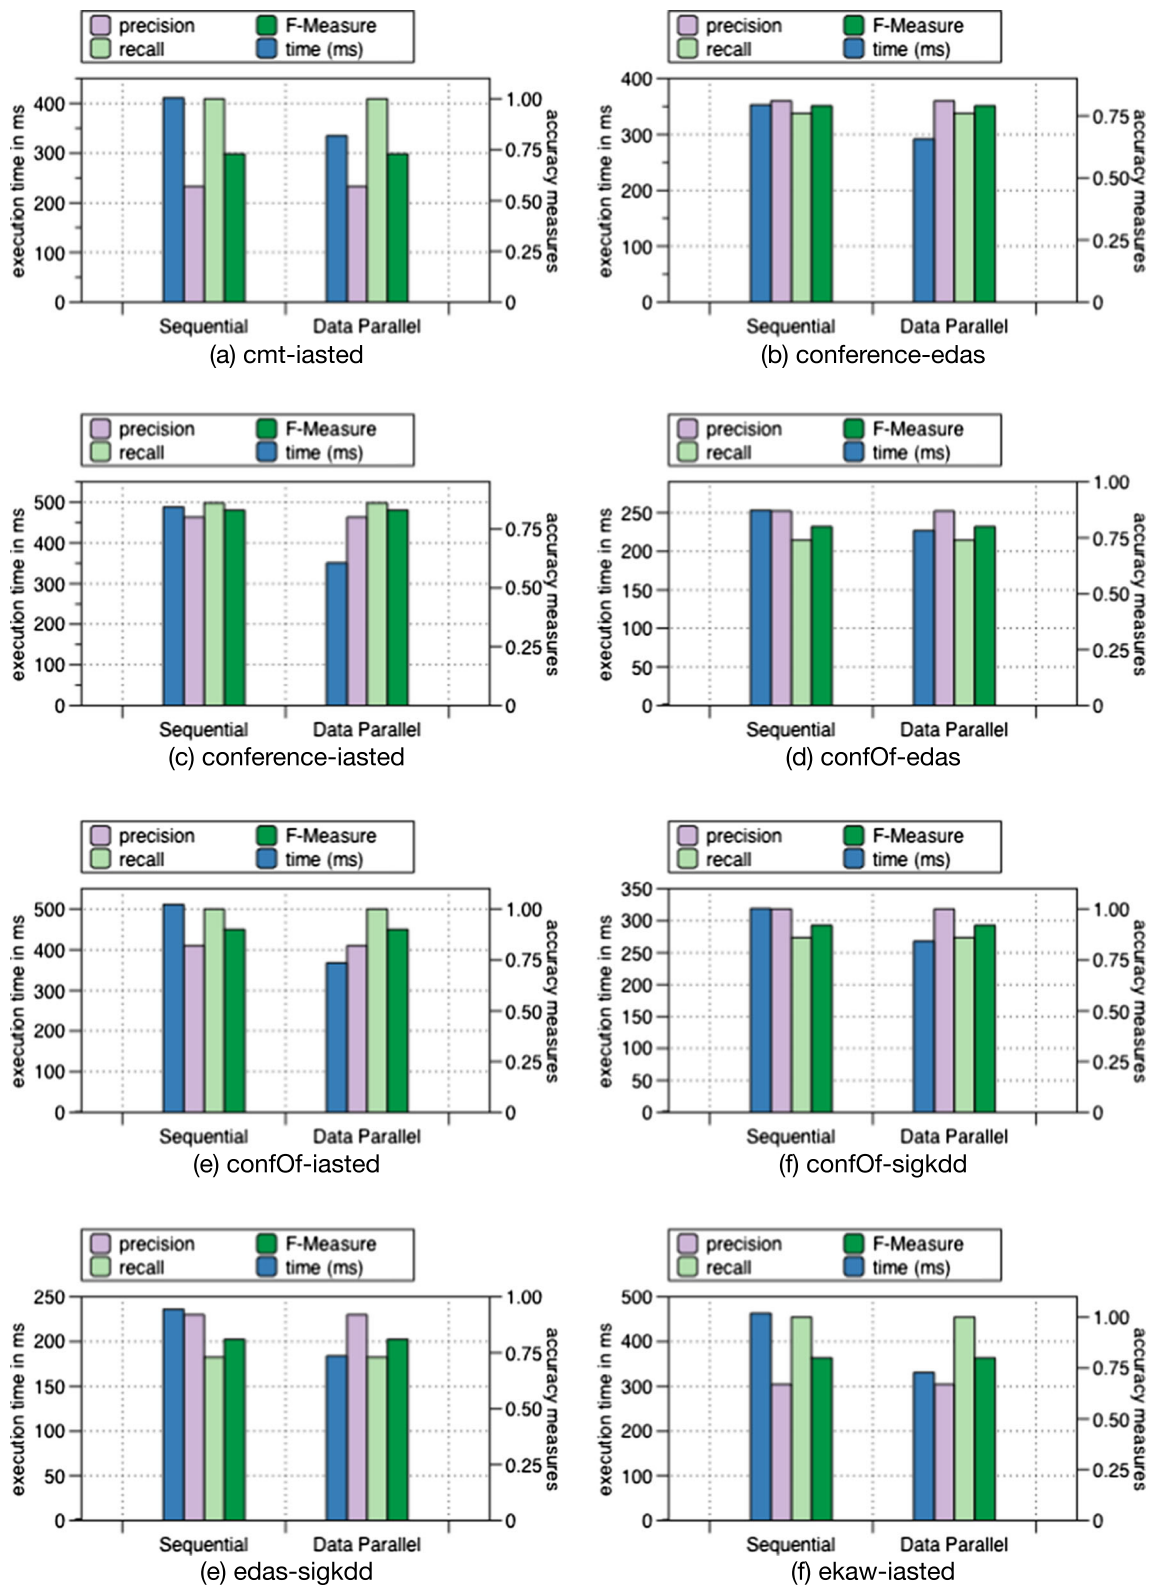 precision F-Measure
recall time (ms)
execution time in ms
400
300
200
100
0
1.00
0.75
0.50
0.25
0
accuracy measures
Sequential Data Parallel
(a) cmt-iasted
precision F-Measure
recall time (ms)
execution time in ms
400
300
200
100
0
0.75
0.50
0.25
0
accuracy measures
Sequential Data Parallel
(b) conference-edas
precision F-Measure
recall time (ms)
execution time in ms
500
400
300
200
100
0
0.75
0.50
0.25
0
accuracy measures
Sequential Data Parallel
(c) conference-iasted
precision F-Measure
recall time (ms)
execution time in ms
250
200
150
100
50
0
1.00
0.75
0.50
0.25
0
accuracy measures
Sequential Data Parallel
(d) confOf-edas
precision F-Measure
recall time (ms)
execution time in ms
500
400
300
200
100
0
1.00
0.75
0.50
0.25
0
accuracy measures
Sequential Data Parallel
(e) confOf-iasted
precision F-Measure
recall time (ms)
execution time in ms
350
300
250
200
150
100
50
0
1.00
0.75
0.50
0.25
0
accuracy measures
Sequential Data Parallel
(f) confOf-sigkdd
precision F-Measure
recall time (ms)
execution time in ms
250
200
150
100
50
0
1.00
0.75
0.50
0.25
0
accuracy measures
Sequential Data Parallel
(e) edas-sigkdd
precision F-Measure
recall time (ms)
execution time in ms
500
400
300
200
100
0
1.00
0.75
0.50
0.25
0
accuracy measures
Sequential Data Parallel
(f) ekaw-iasted